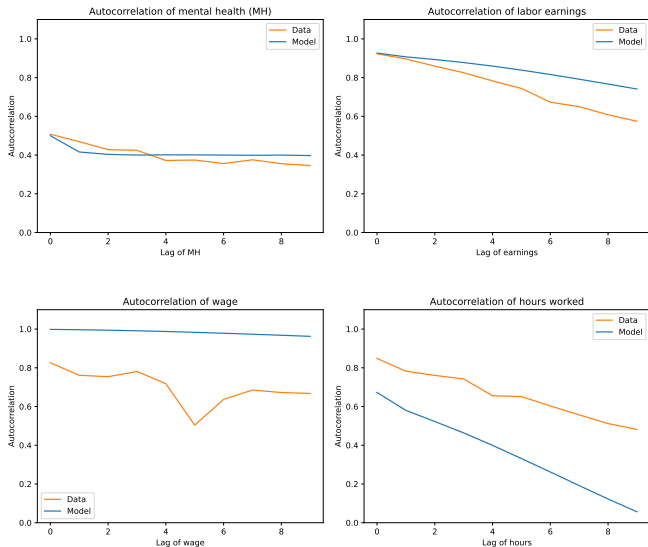 Autocorrelation of mental health (MH)
1.0
0.8
0.6
0.4
0.2
0.0
Autocorrelation
0 2 4 6 8
Lag of MH
Data
Model
Autocorrelation of labor earnings
1.0
0.8
0.6
0.4
0.2
0.0
Autocorrelation
0 2 4 6 8
Lag of earnings
Data
Model
Autocorrelation of wage
1.0
0.8
0.6
0.4
0.2
0.0
Autocorrelation
0 2 4 6 8
Lag of wage
Data
Model
Autocorrelation of hours worked
1.0
0.8
0.6
0.4
0.2
0.0
Autocorrelation
0 2 4 6 8
Lag of hours
Data
Model